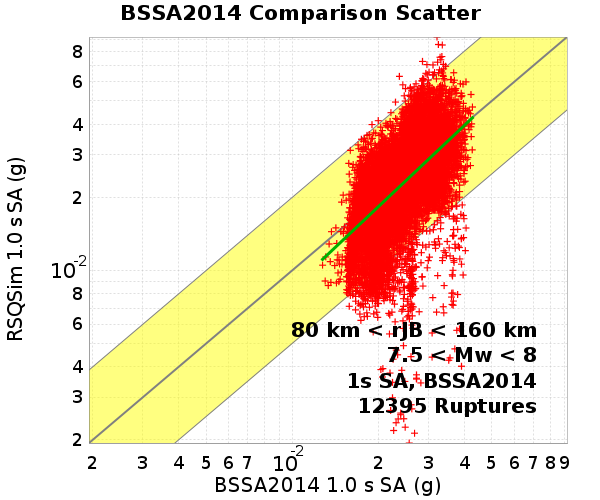 BSSA2014 Comparison Scatter
RSQSim 1.0 s SA (g)
8
6
4
3
2
10-2
8
6
4
3
2
80 km < rJB < 160 km
7.5 < Mw < 8
1s SA, BSSA2014
12395 Ruptures
2 3 4 5 6 7 10-2 2 3 4 5 6 7 8 9
BSSA2014 1.0 s SA (g)